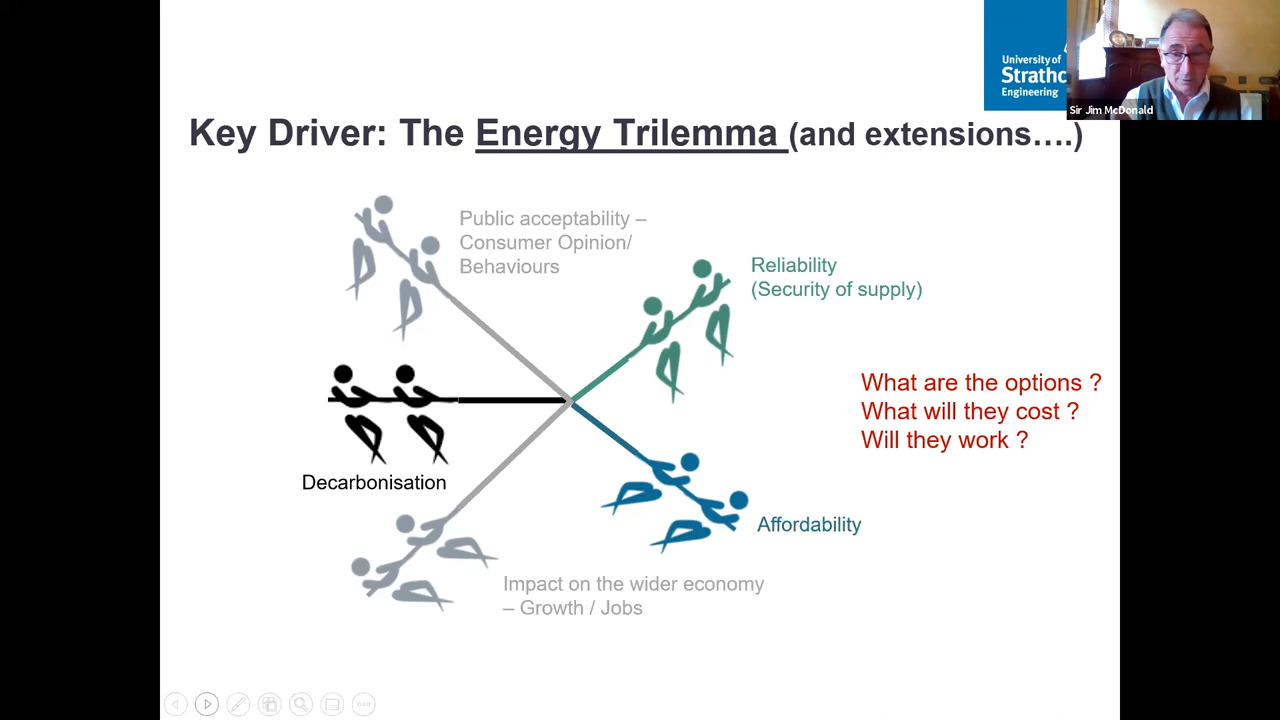 University of
Strathc
Engineering
Sir Jim McDonald
Key Driver: The Energy Trilemma (and extensions….)
Public acceptability –
Consumer Opinion/
Behaviours
Reliability
(Security of supply)
What are the options ?
What will they cost ?
Will they work ?
Decarbonisation
Affordability
Impact on the wider economy
– Growth / Jobs